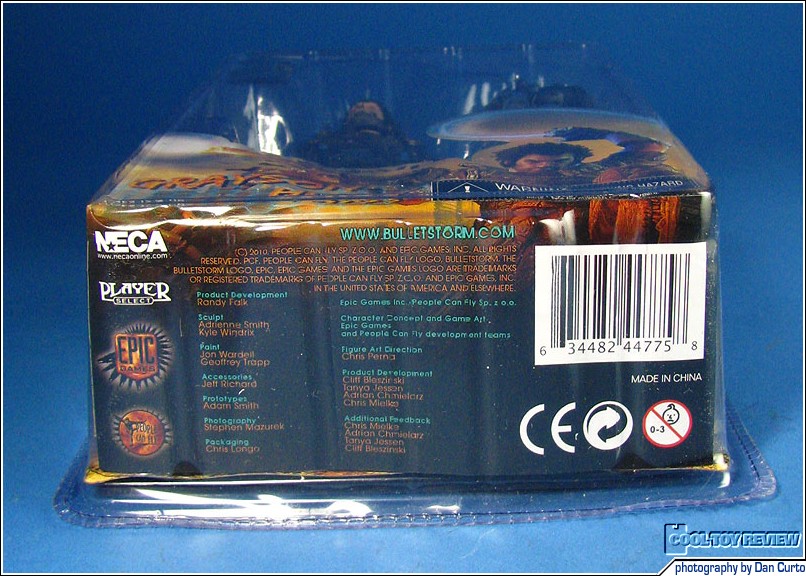 GRAYSON
WARNING
HAZARD
NECA
www.necaonline.com
PLAYER
SELECT
EPIC
GAMES
WWW.BULLETSTORM.COM
(C) 2010, PEOPLE CAN FLY SP. Z O.O. AND EPIC GAMES, INC. ALL RIGHTS
RESERVED. PCF, PEOPLE CAN FLY, THE PEOPLE CAN FLY LOGO, BULLETSTORM, THE
BULLETSTORM LOGO, EPIC, EPIC GAMES AND THE EPIC GAMES LOGO ARE TRADEMARKS
OR REGISTERED TRADEMARKS OF PEOPLE CAN FLY SP. Z O.O. AND EPIC GAMES, INC.
IN THE UNITED STATES OF AMERICA AND ELSEWHERE.
Product Development
Randy Falk
Sculpt
Adrienne Smith
Kyle Windrix
Paint
Jon Wardell
Geoffrey Trapp
Accessories
Jeff Richard
Prototypes
Adam Smith
Photography
Stephen Mazurek
Packaging
Chris Longo
Epic Games Inc./People Can Fly Sp. z o.o.
Character Concept and Game Art
Epic Games
and People Can Fly development teams
Figure Art Direction
Chris Perna
Product Development
Cliff Bleszinski
Tanya Jessen
Adrian Chmielarz
Chris Mielke
Additional Feedback
Chris Mielke
Adrian Chmielarz
Tanya Jessen
Cliff Bleszinski
6 34482 44775 8
MADE IN CHINA
CE
0-3
COOL TOY REVIEW
photography by Dan Curto